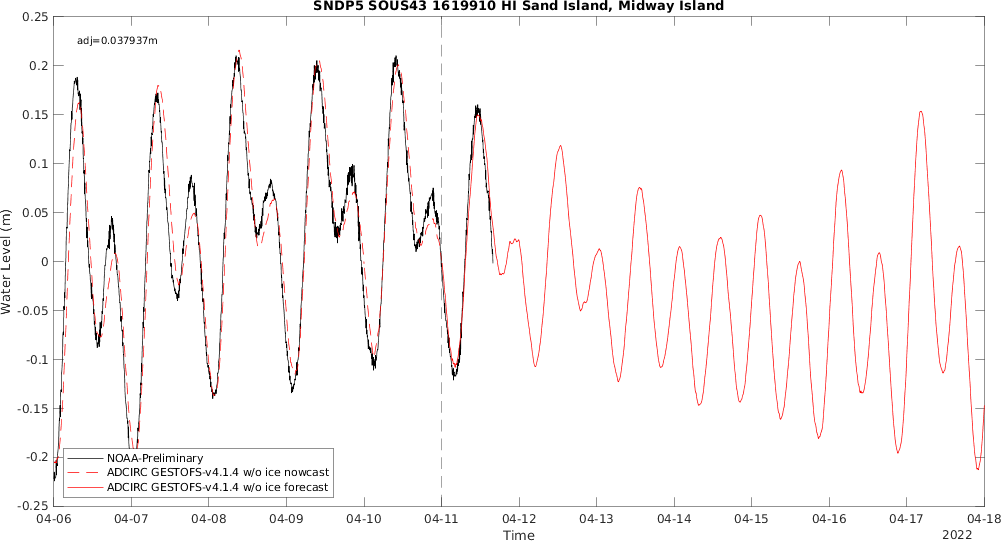 SNDP5 SOUS43 1619910 HI Sand Island, Midway Island
adj=0.037937m
0.25
0.2
0.15
0.1
0.05
0
-0.05
-0.1
-0.15
-0.2
-0.25
Water Level (m)
NOAA-Preliminary
ADCIRC GESTOFS-v4.1.4 w/o ice nowcast
ADCIRC GESTOFS-v4.1.4 w/o ice forecast
04-06 04-07 04-08 04-09 04-10 04-11 04-12 04-13 04-14 04-15 04-16 04-17 04-18
Time
2022